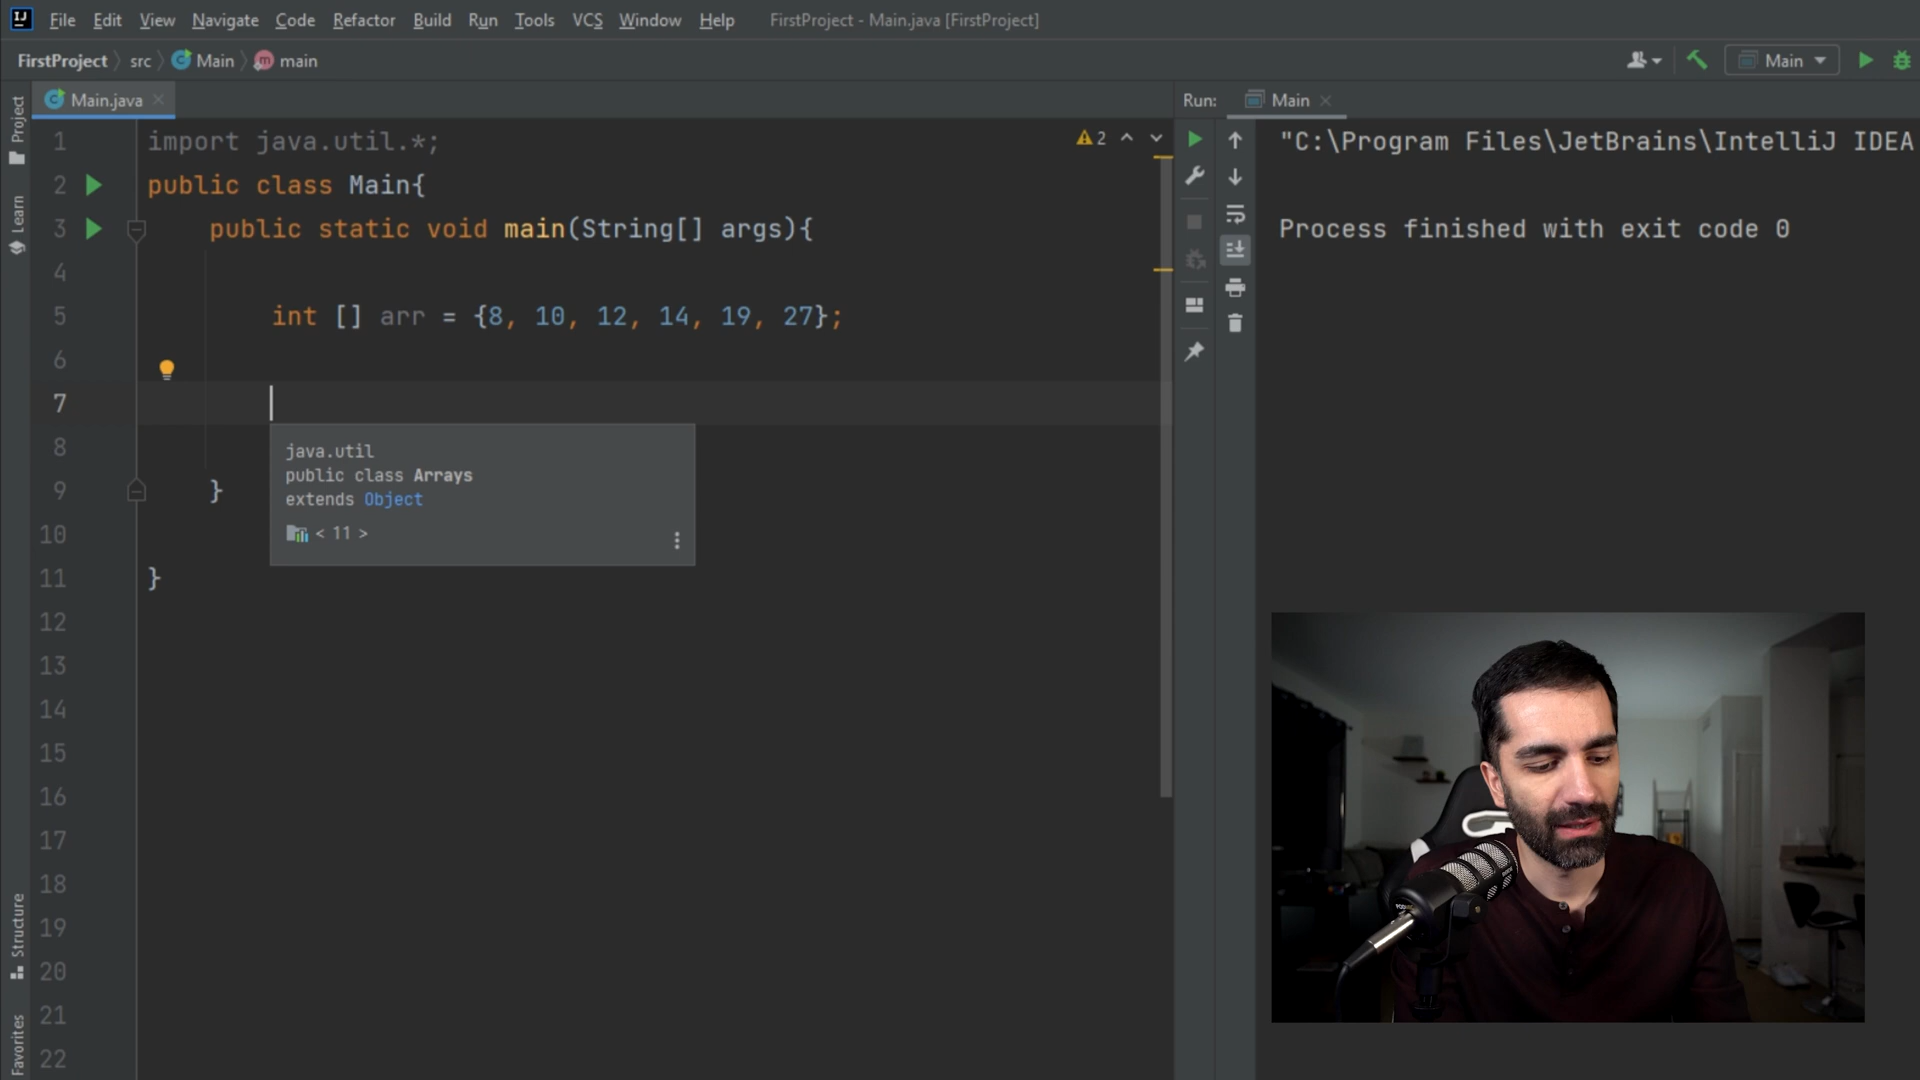 File Edit View Navigate Code Refactor Build Run Tools VCS Window Help FirstProject - Main.java [FirstProject]
FirstProject src Main main
Main
Project
Learn
Structure
Favorites
Main.java
1 import java.util.*;
2 public class Main{
3 public static void main(String[] args){
4
5 int [] arr = {8, 10, 12, 14, 19, 27};
6
7
8
9 }
10
11 }
12
13
14
15
16
17
18
19
20
21
22
2
java.util
public class Arrays
extends Object
< 11 >
Run: Main
"C:\Program Files\JetBrains\IntelliJ IDEA
Process finished with exit code 0